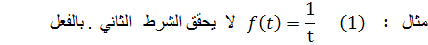 مثال : (1) f(t) = 1/t لا يحقق الشرط الثاني . بالفعل